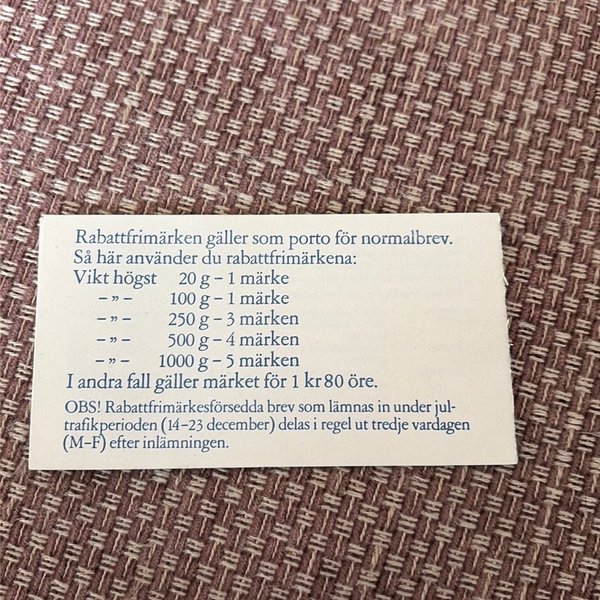 Rabattfrimärken gäller som porto för normalbrev.
Så här använder du rabattfrimärkena:
Vikt högst 20 g – 1 märke
– ” – 100 g – 1 märke
– ” – 250 g – 3 märken
– ” – 500 g – 4 märken
– ” – 1000 g – 5 märken
I andra fall gäller märket för 1 kr 80 öre.
OBS! Rabattfrimärkesförsedda brev som lämnas in under jul-
trafikperioden (14–23 december) delas i regel ut tredje vardagen
(M–F) efter inlämningen.